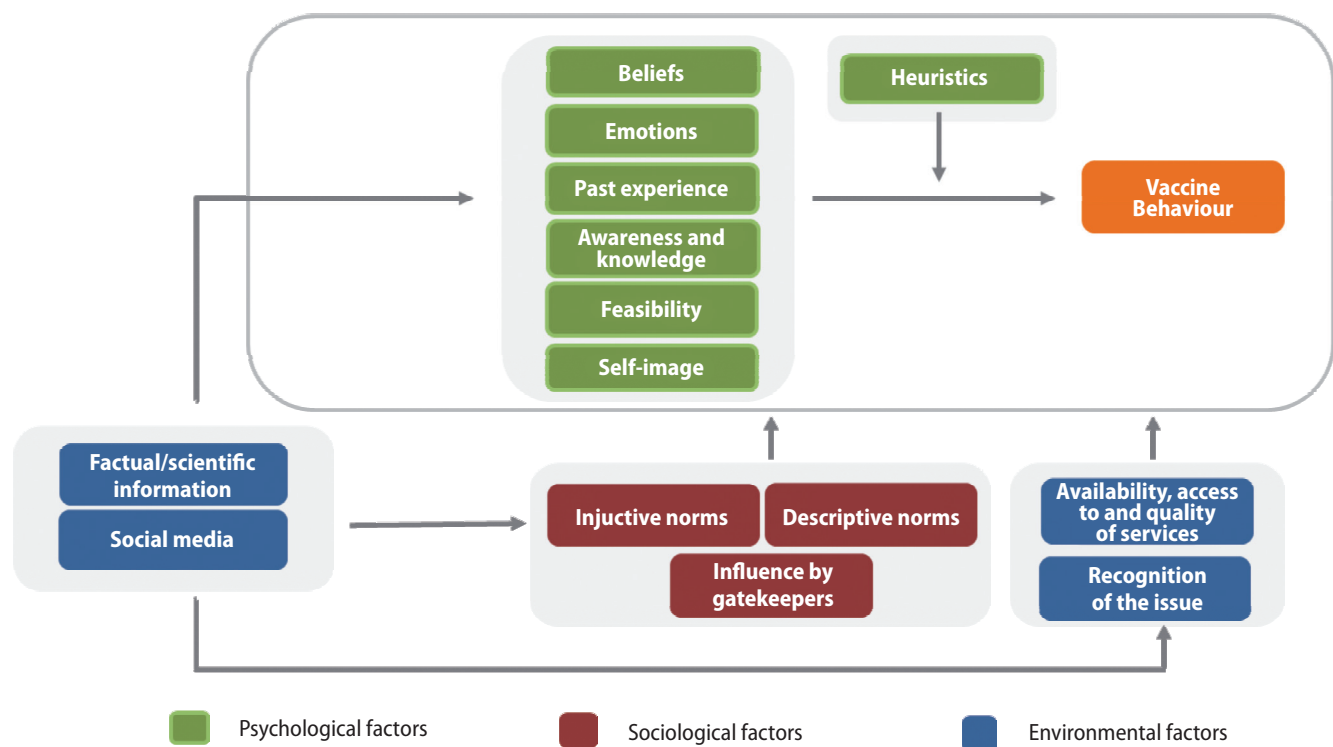 Beliefs
Emotions
Past experience
Awareness and
knowledge
Feasibility
Self-image
Heuristics
Vaccine
Behaviour
Factual/scientific
information
Social media
Injuctive norms
Descriptive norms
Influence by
gatekeepers
Availability, access
to and quality
of services
Recognition
of the issue
Psychological factors
Sociological factors
Environmental factors